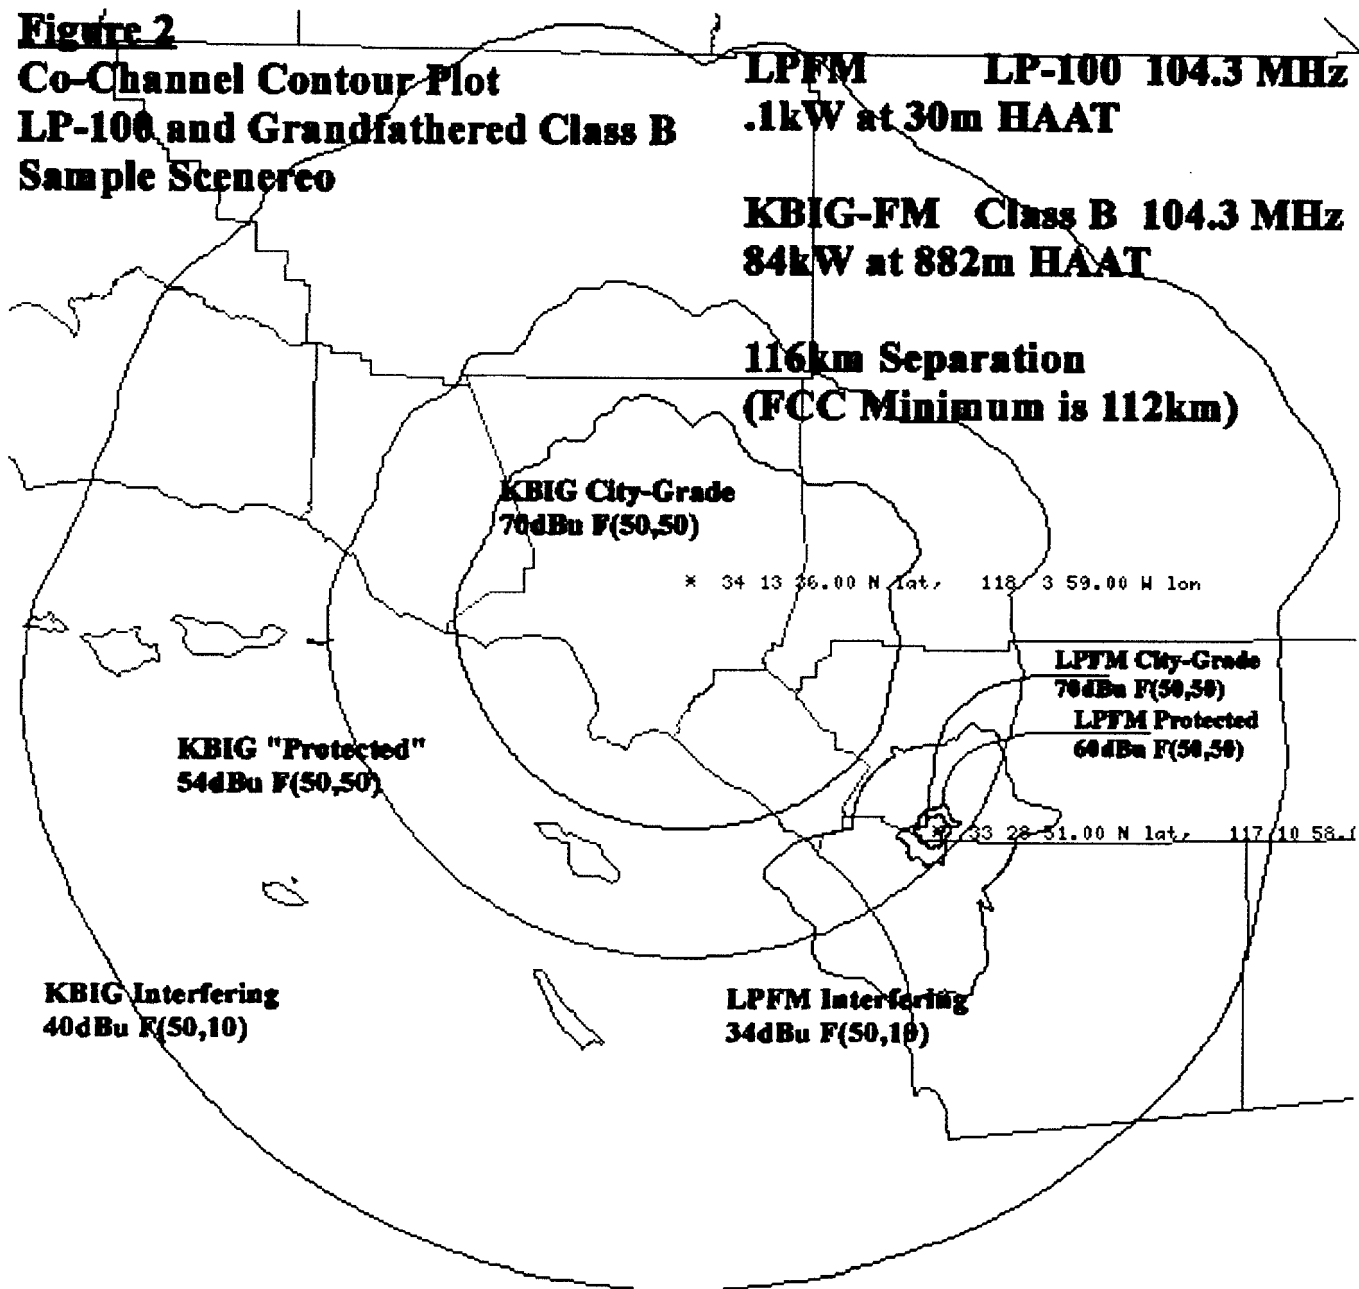 Figure 2
Co-Channel Contour Plot
LP-100 and Grandfathered Class B
Sample Scenereo
LPFM LP-100 104.3 MHz
.1kW at 30m HAAT
KBIG-FM Class B 104.3 MHz
84kW at 882m HAAT
116km Separation
(FCC Minimum is 112km)
KBIG City-Grade
70dBu F(50,50)
* 34 13 36.00 N lat, 118 3 59.00 W lon
LPFM City-Grade
70dBu F(50,50)
LPFM Protected
60dBu F(50,50)
KBIG "Protected"
54dBu F(50,50)
* 33 28 51.00 N lat, 117 10 58.
KBIG Interfering
40dBu F(50,10)
LPFM Interfering
34dBu F(50,10)